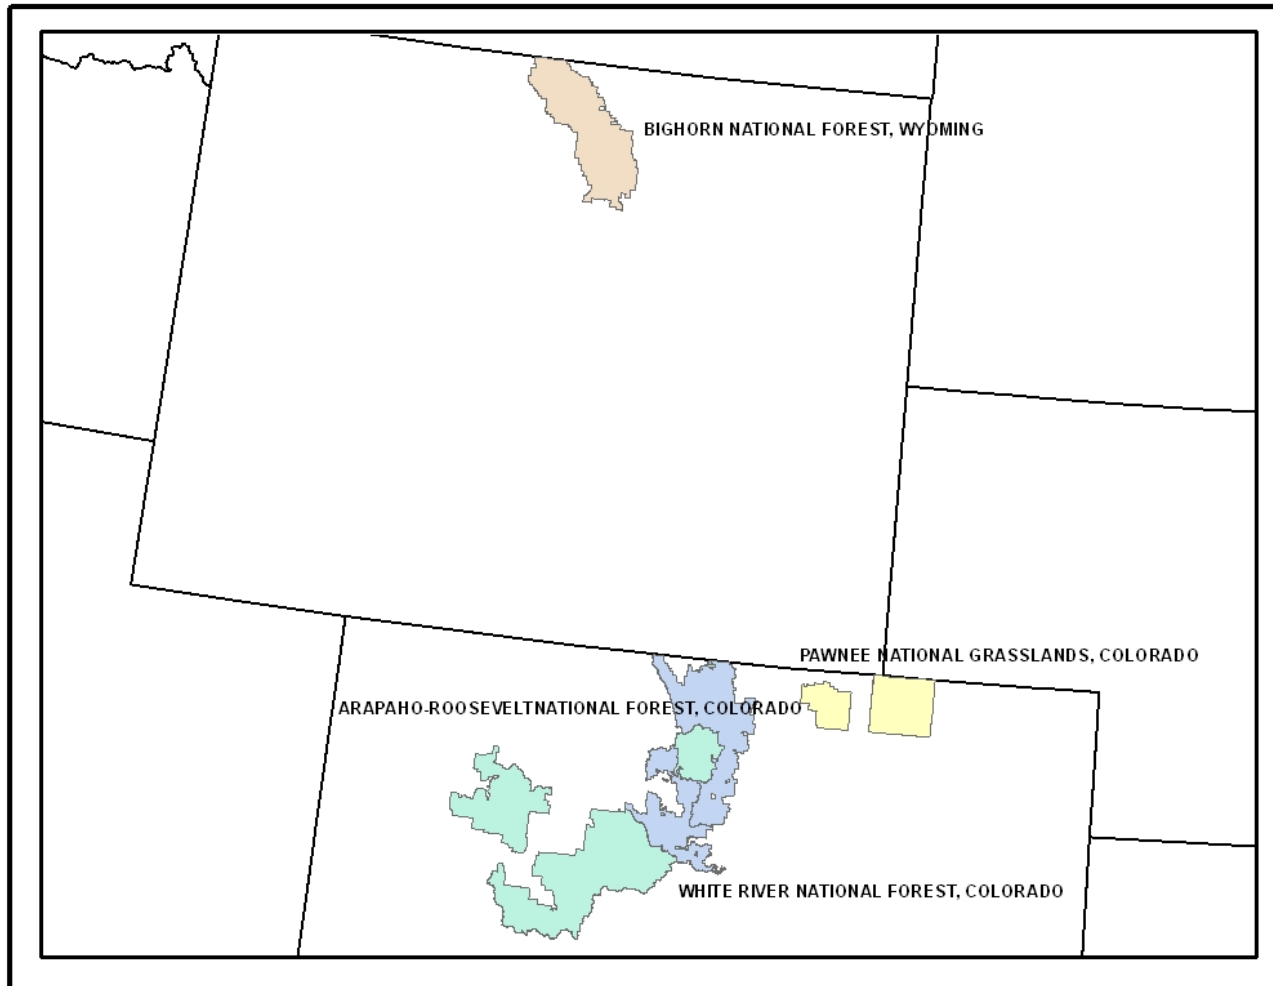 BIGHORN NATIONAL FOREST, WYOMING
PAWNEE NATIONAL GRASSLANDS, COLORADO
ARAPAHO-ROOSEVELTNATIONAL FOREST, COLORADO
WHITE RIVER NATIONAL FOREST, COLORADO